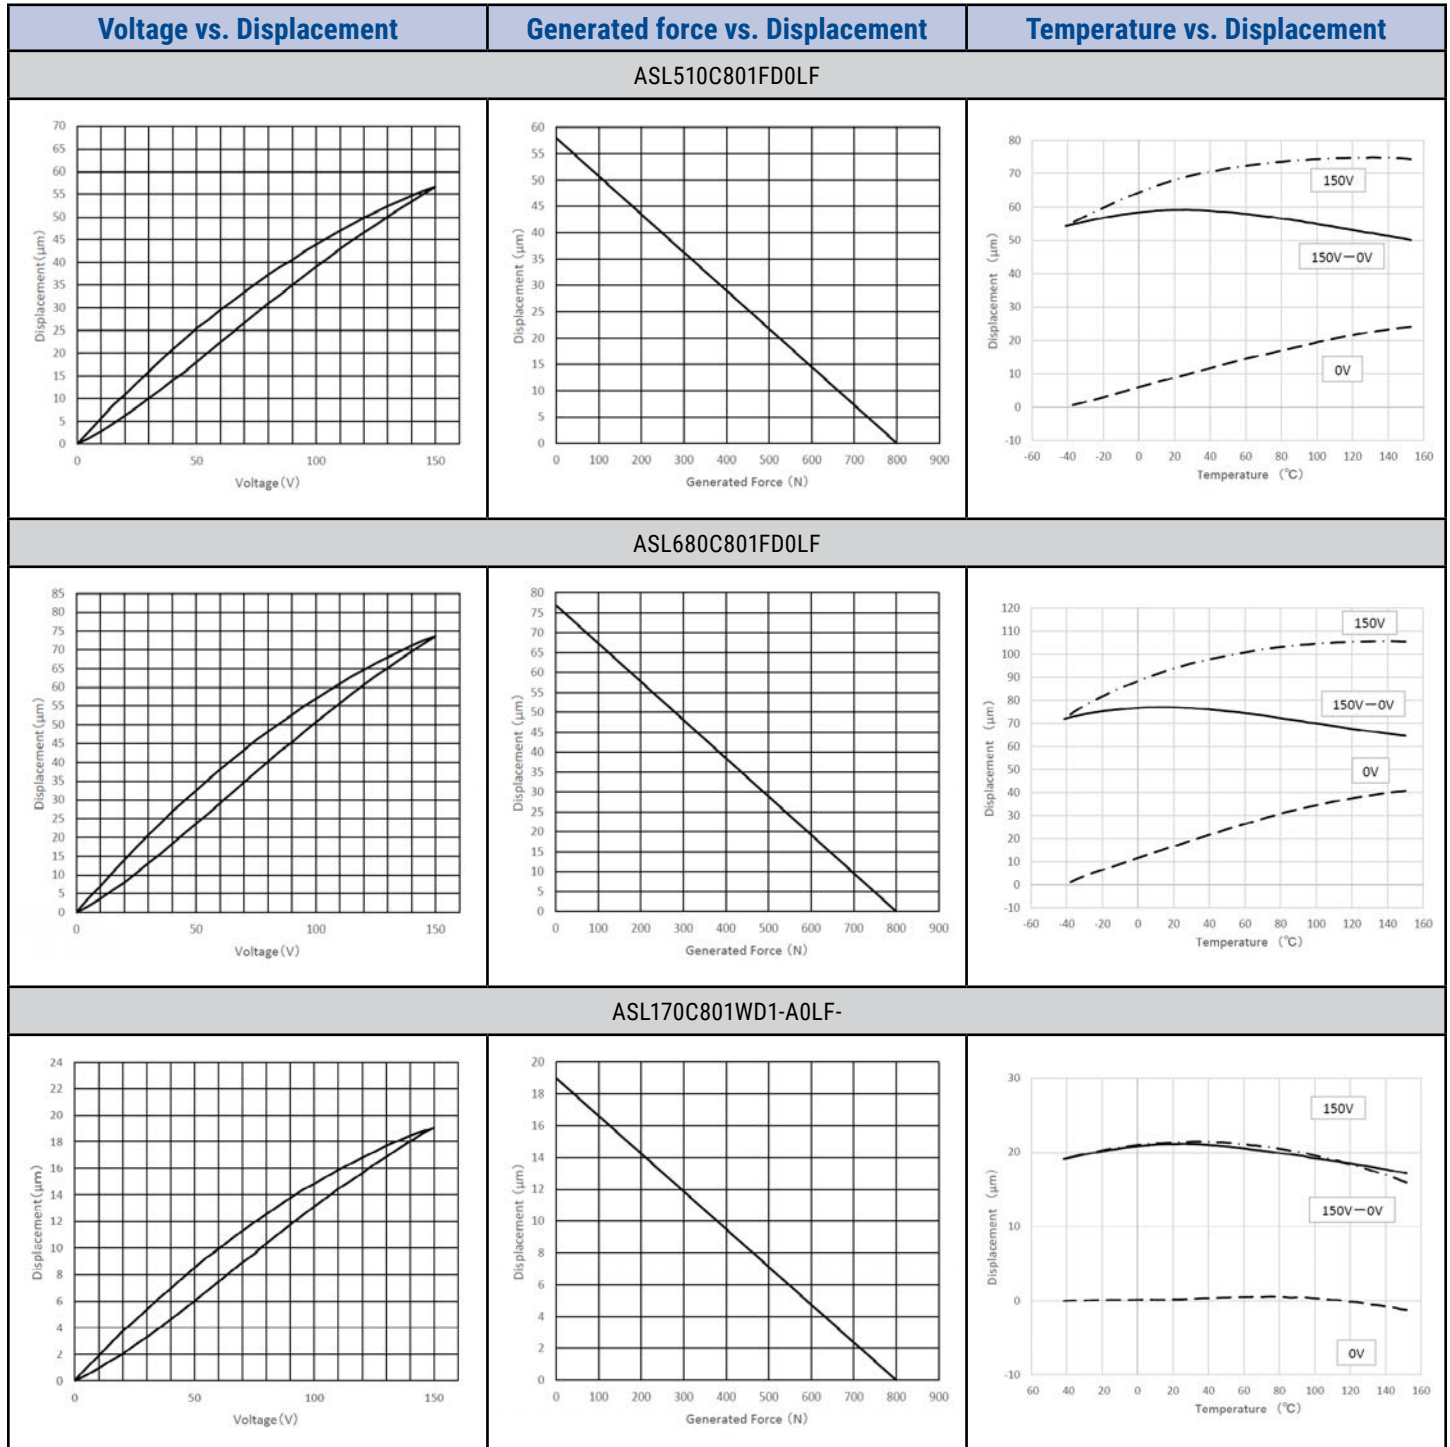 Voltage vs. Displacement
Generated force vs. Displacement
Temperature vs. Displacement
ASL510C801FD0LF
70
65
60
55
50
45
40
35
30
25
20
15
10
5
0
Displacement(μm)
0 50 100 150
Voltage(V)
60
55
50
45
40
35
30
25
20
15
10
5
0
Displacement (μm)
0 100 200 300 400 500 600 700 800 900
Generated Force (N)
80
70
60
50
40
30
20
10
0
-10
Displacement (μm)
150V
150V－0V
0V
-60 -40 -20 0 20 40 60 80 100 120 140 160
Temperature (℃)
ASL680C801FD0LF
85
80
75
70
65
60
55
50
45
40
35
30
25
20
15
10
5
0
Displacement(μm)
0 50 100 150
Voltage(V)
80
75
70
65
60
55
50
45
40
35
30
25
20
15
10
5
0
Displacement (μm)
0 100 200 300 400 500 600 700 800 900
Generated Force (N)
120
110
100
90
80
70
60
50
40
30
20
10
0
-10
Displacement (μm)
150V
150V－0V
0V
-60 -40 -20 0 20 40 60 80 100 120 140 160
Temperature (℃)
ASL170C801WD1-A0LF-
24
22
20
18
16
14
12
10
8
6
4
2
0
Displacement(μm)
0 50 100 150
Voltage(V)
20
18
16
14
12
10
8
6
4
2
0
Displacement (μm)
0 100 200 300 400 500 600 700 800 900
Generated Force (N)
30
20
10
0
-10
Displacement (μm)
150V
150V－0V
0V
60 40 20 0 20 40 60 80 100 120 140 160
Temperature (℃)